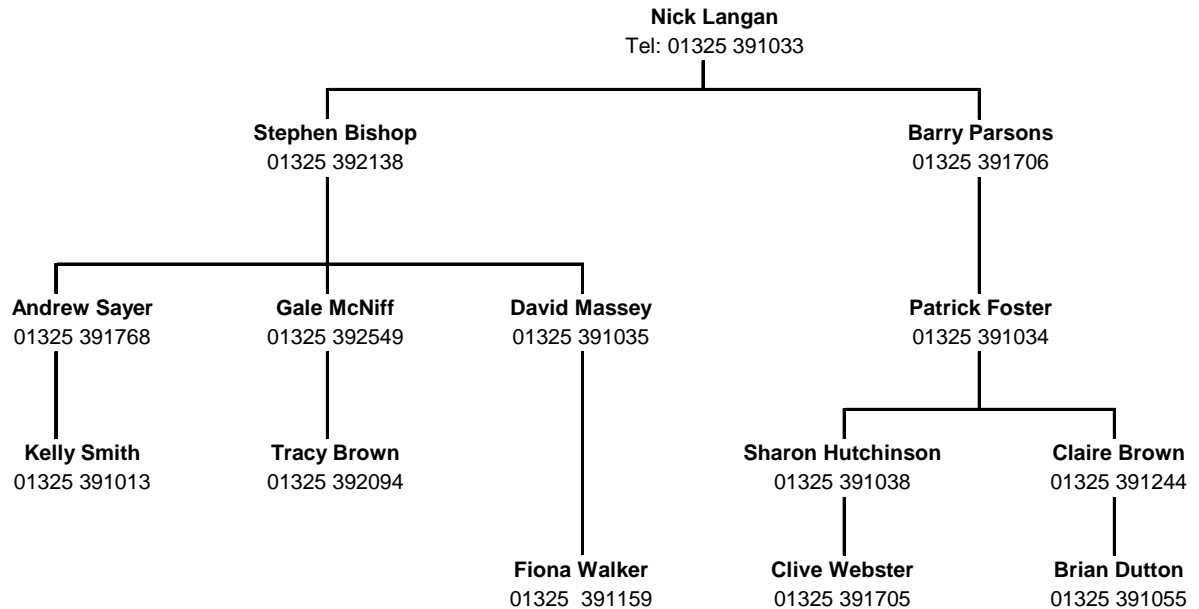 Nick Langan
Tel: 01325 391033
Stephen Bishop
01325 392138
Barry Parsons
01325 391706
Andrew Sayer
01325 391768
Gale McNiff
01325 392549
David Massey
01325 391035
Patrick Foster
01325 391034
Kelly Smith
01325 391013
Tracy Brown
01325 392094
Sharon Hutchinson
01325 391038
Claire Brown
01325 391244
Fiona Walker
01325  391159
Clive Webster
01325 391705
Brian Dutton
01325 391055